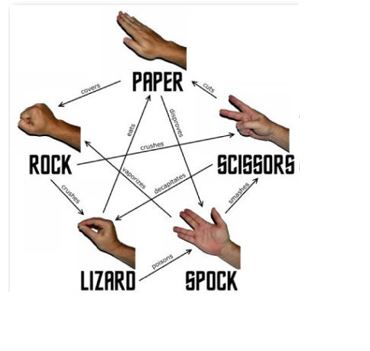 covers
PAPER
cuts
eats
disproves
crushes
ROCK
SCISSORS
vaporizes
decapitates
crushes
smashes
poisons
LIZARD
SPOCK